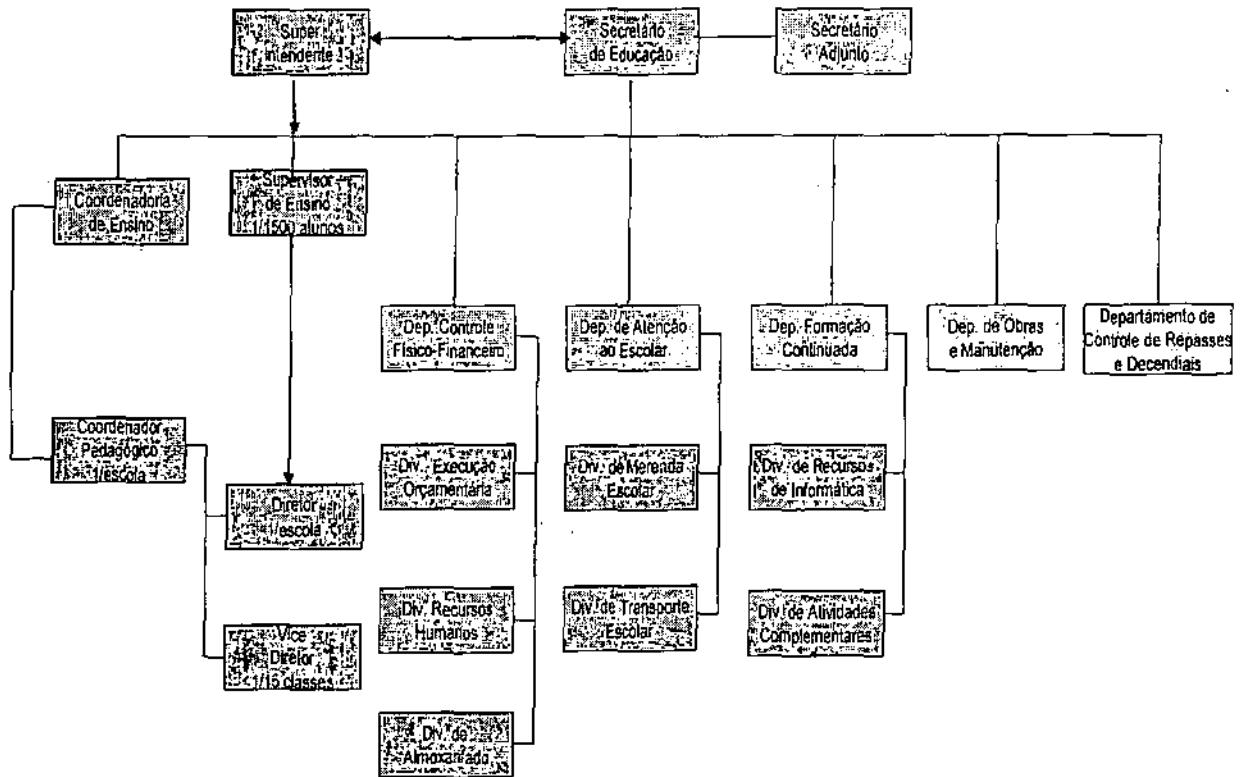 Super
Intendente
Secretário
de Educação
Secretário
Adjunto
Coordenadoria
de Ensino
Supervisor
de Ensino
1/1500 alunos
Dep. Controle
Físico-Financeiro
Dep. de Atenção
ao Escolar
Dep. Formação
Continuada
Dep. de Obras
e Manutenção
Departamento de
Controle de Repasses
e Decendiais
Coordenador
Pedagógico
1/escola
Div. Execução
Orçamentária
Div. de Merenda
Escolar
Div. de Recursos
de Informática
Diretor
1/escola
Div. Recursos
Humanos
Div. de Transporte
Escolar
Div. de Atividades
Complementares
Vice
Diretor
1/15 classes
Div. de
Almoxarifado